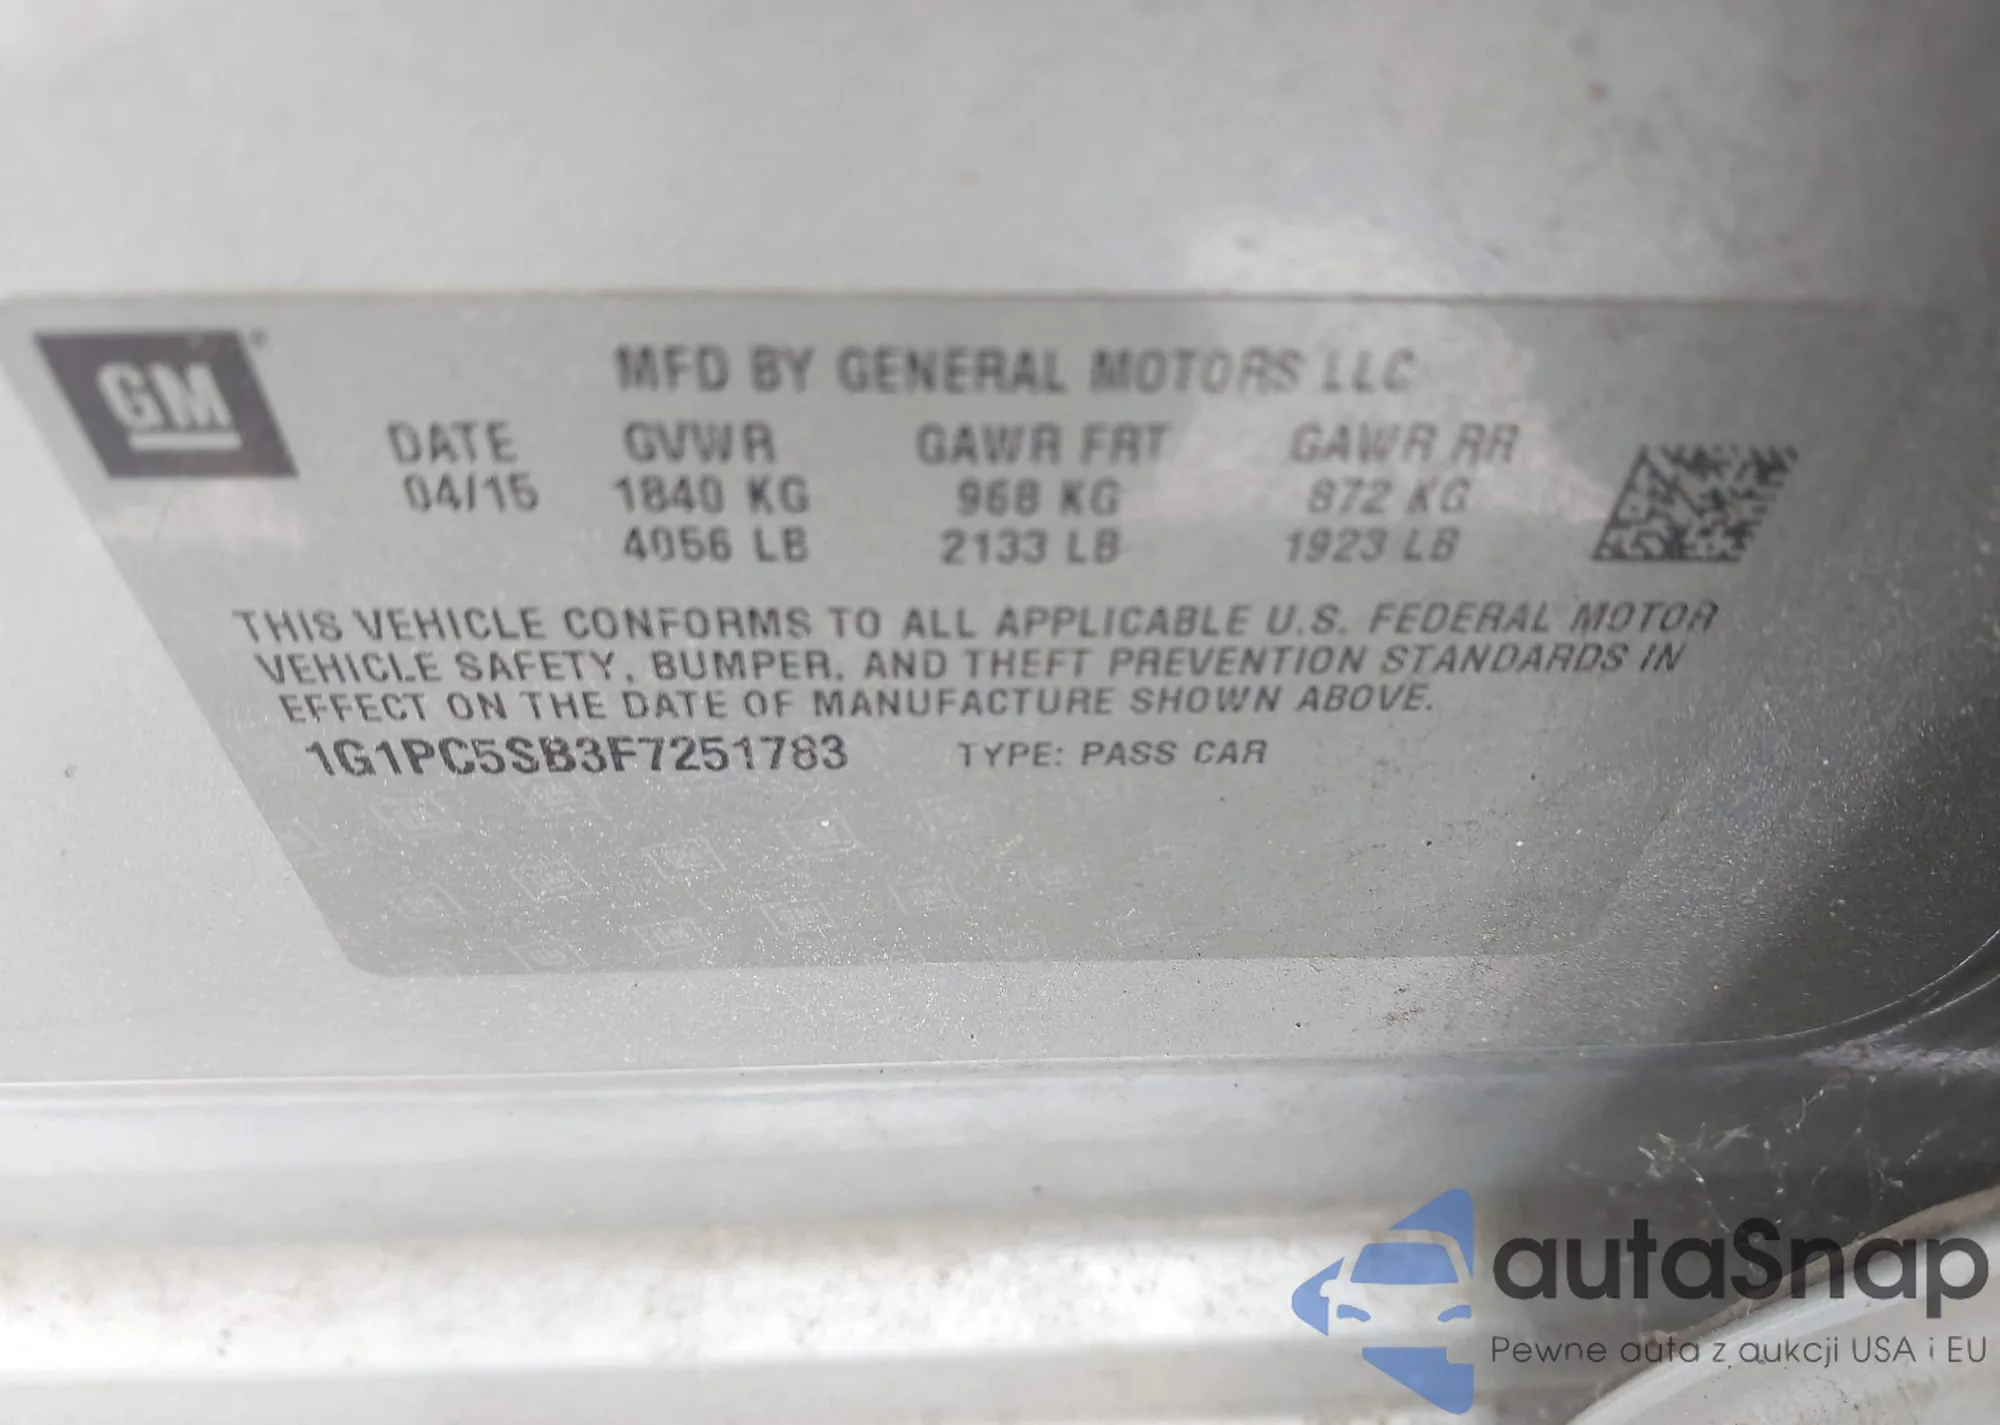 GM
MFD BY GENERAL MOTORS LLC
DATE GVWR GAWR FRT GAWR RR
04/15 1840 KG 968 KG 872 KG
4056 LB 2133 LB 1923 LB
THIS VEHICLE CONFORMS TO ALL APPLICABLE U.S. FEDERAL MOTOR
VEHICLE SAFETY, BUMPER, AND THEFT PREVENTION STANDARDS IN
EFFECT ON THE DATE OF MANUFACTURE SHOWN ABOVE.
1G1PC5SB3F7251783 TYPE: PASS CAR
autaSnap
Pewne auta z aukcji USA i EU